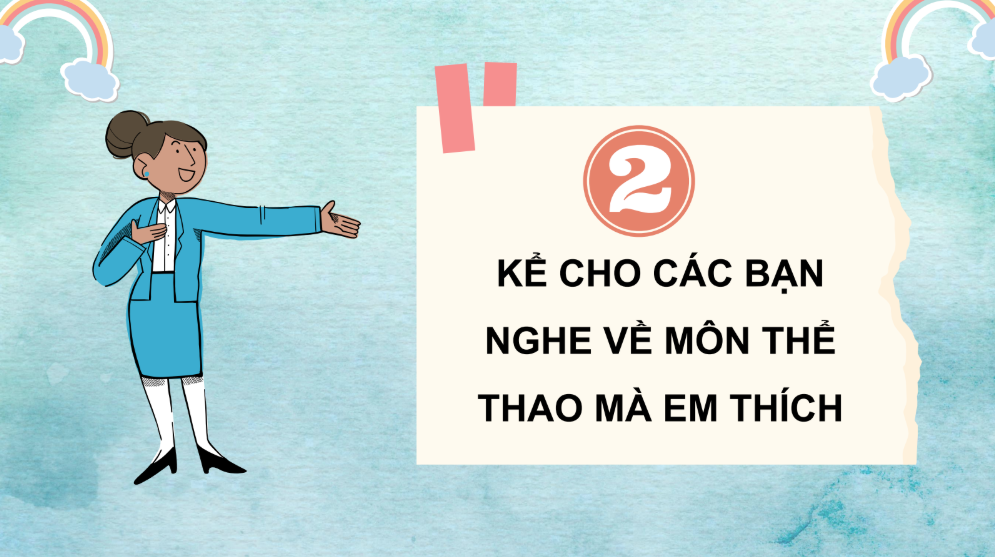 2
KỂ CHO CÁC BẠN
NGHE VỀ MÔN THỂ
THAO MÀ EM THÍCH